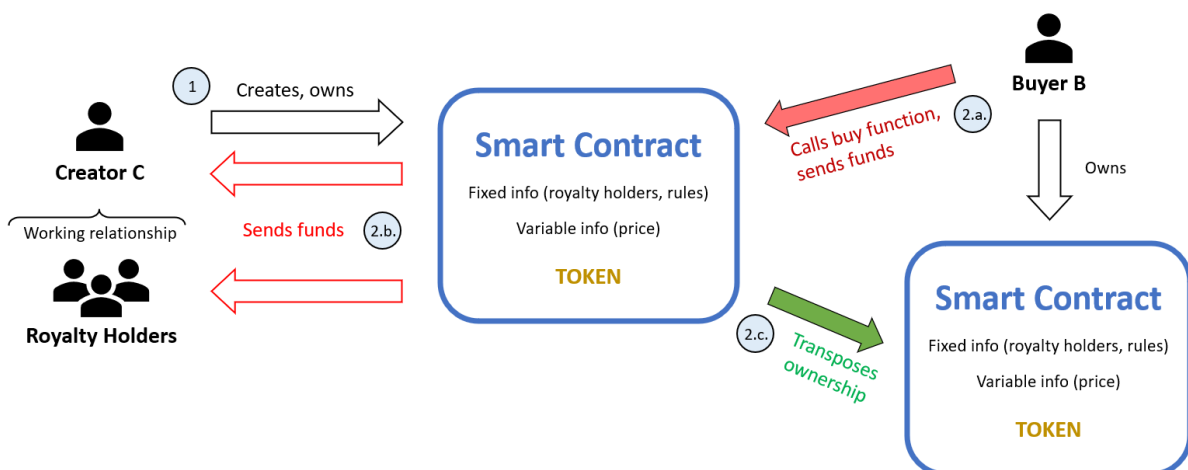 1
Creates, owns
Creator C
Working relationship
Royalty Holders
Sends funds
2.b.
Smart Contract
Fixed info (royalty holders, rules)
Variable info (price)
TOKEN
Buyer B
2.a.
Calls buy function,
sends funds
Owns
2.c.
Transposes
ownership
Smart Contract
Fixed info (royalty holders, rules)
Variable info (price)
TOKEN